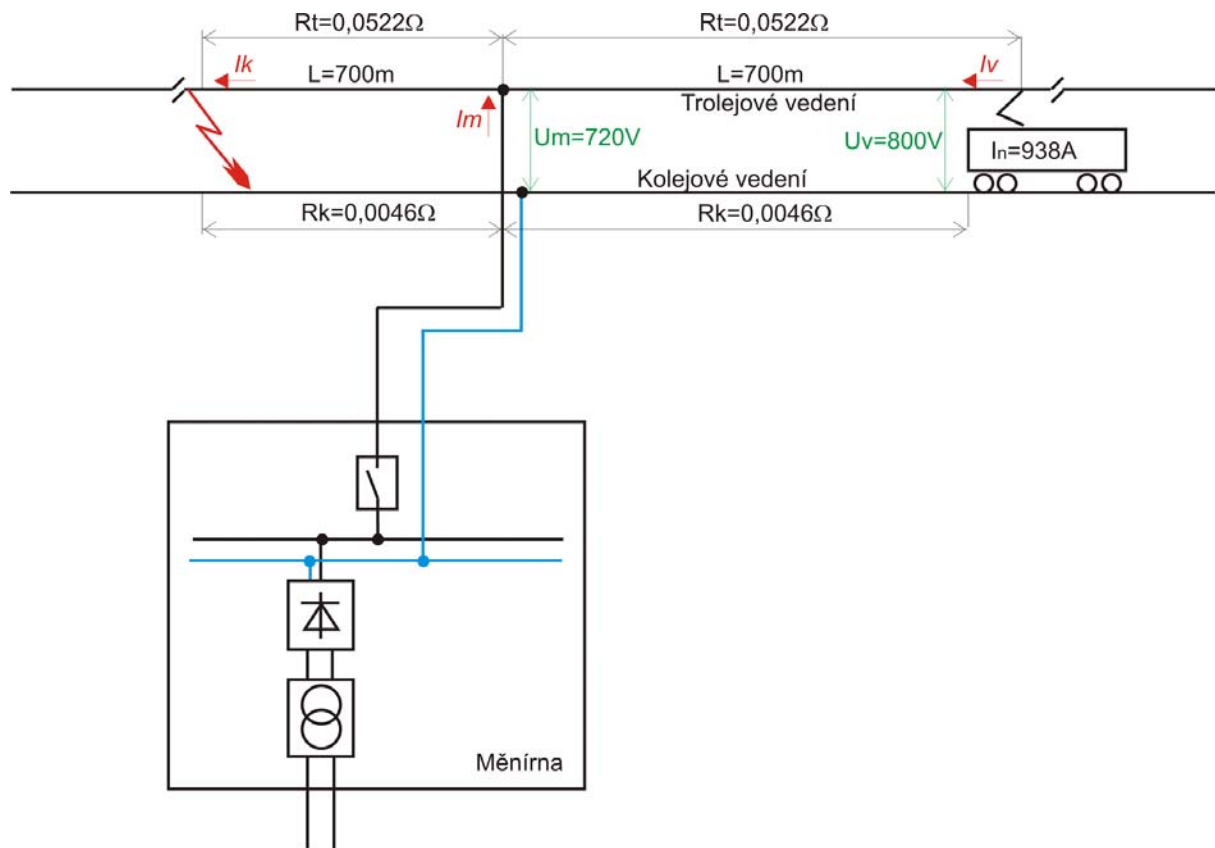 Rt=0,0522Ω Rt=0,0522Ω
Ik L=700m L=700m Iv
Trolejové vedení
Im Um=720V Uv=800V In=938A
Kolejové vedení
Rk=0,0046Ω Rk=0,0046Ω
Měnírna